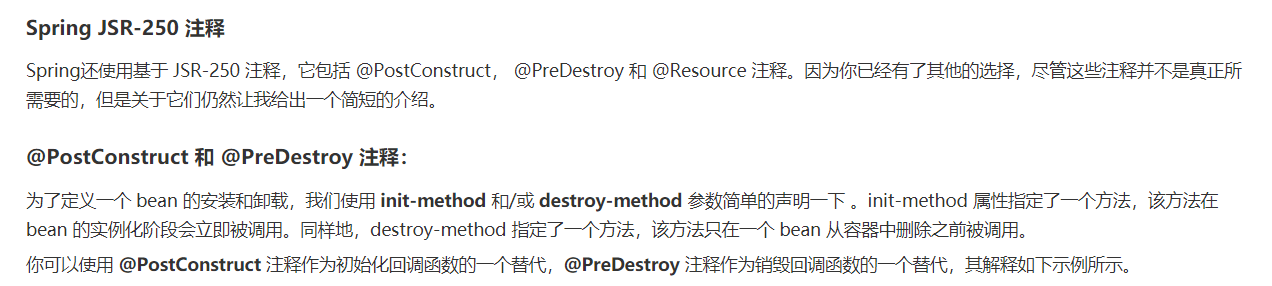 Spring JSR-250 注释
Spring还使用基于 JSR-250 注释，它包括 @PostConstruct， @PreDestroy 和 @Resource 注释。因为你已经有了其他的选择，尽管这些注释并不是真正所
需要的，但是关于它们仍然让我给出一个简短的介绍。
@PostConstruct 和 @PreDestroy 注释：
为了定义一个 bean 的安装和卸载，我们使用 init-method 和/或 destroy-method 参数简单的声明一下 。init-method 属性指定了一个方法，该方法在
bean 的实例化阶段会立即被调用。同样地，destroy-method 指定了一个方法，该方法只在一个 bean 从容器中删除之前被调用。
你可以使用 @PostConstruct 注释作为初始化回调函数的一个替代，@PreDestroy 注释作为销毁回调函数的一个替代，其解释如下示例所示。